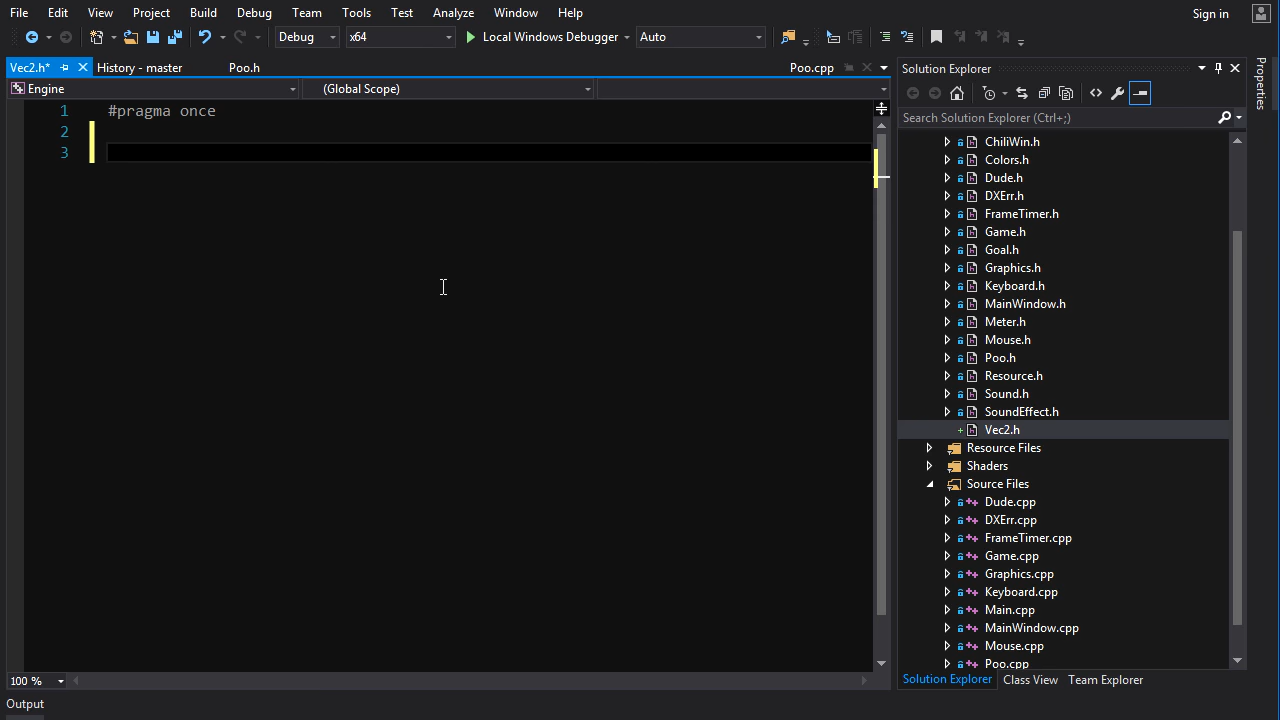 File Edit View Project Build Debug Team Tools Test Analyze Window Help Sign in
Debug x64 Local Windows Debugger Auto
Vec2.h* History - master Poo.h Poo.cpp
Engine (Global Scope)
1 #pragma once
2
3
100 %
Output
Solution Explorer
Search Solution Explorer (Ctrl+;)
ChiliWin.h
Colors.h
Dude.h
DXErr.h
FrameTimer.h
Game.h
Goal.h
Graphics.h
Keyboard.h
MainWindow.h
Meter.h
Mouse.h
Poo.h
Resource.h
Sound.h
SoundEffect.h
Vec2.h
Resource Files
Shaders
Source Files
Dude.cpp
DXErr.cpp
FrameTimer.cpp
Game.cpp
Graphics.cpp
Keyboard.cpp
Main.cpp
MainWindow.cpp
Mouse.cpp
Poo.cpp
Solution Explorer Class View Team Explorer
Properties